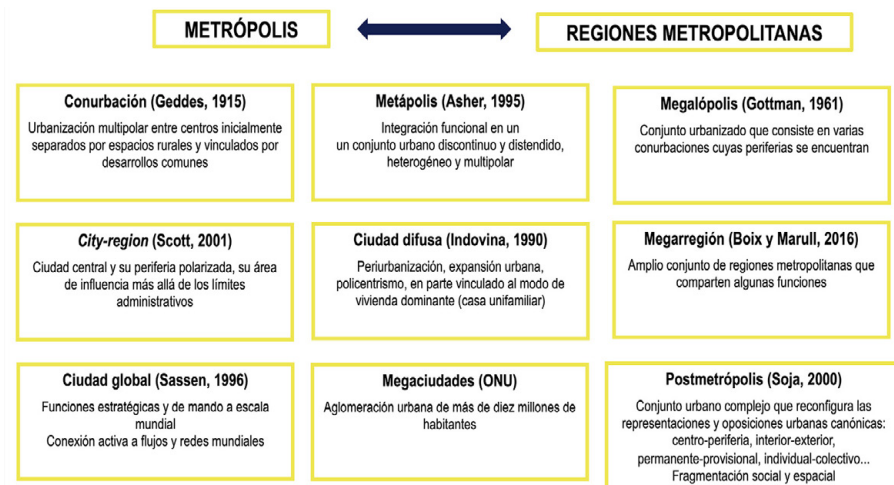 METRÓPOLIS
REGIONES METROPOLITANAS
Conurbación (Geddes, 1915)
Urbanización multipolar entre centros inicialmente
separados por espacios rurales y vinculados por
desarrollos comunes
Metápolis (Asher, 1995)
Integración funcional en un
un conjunto urbano discontinuo y distendido,
heterogéneo y multipolar
Megalópolis (Gottman, 1961)
Conjunto urbanizado que consiste en varias
conurbaciones cuyas periferias se encuentran
City-region (Scott, 2001)
Ciudad central y su periferia polarizada, su área
de influencia más allá de los límites
administrativos
Ciudad difusa (Indovina, 1990)
Periurbanización, expansión urbana,
policentrismo, en parte vinculado al modo de
vivienda dominante (casa unifamiliar)
Megarregión (Boix y Marull, 2016)
Amplio conjunto de regiones metropolitanas que
comparten algunas funciones
Ciudad global (Sassen, 1996)
Funciones estratégicas y de mando a escala
mundial
Conexión activa a flujos y redes mundiales
Megaciudades (ONU)
Aglomeración urbana de más de diez millones de
habitantes
Postmetrópolis (Soja, 2000)
Conjunto urbano complejo que reconfigura las
representaciones y oposiciones urbanas canónicas:
centro-periferia, interior-exterior,
permanente-provisional, individual-colectivo...
Fragmentación social y espacial